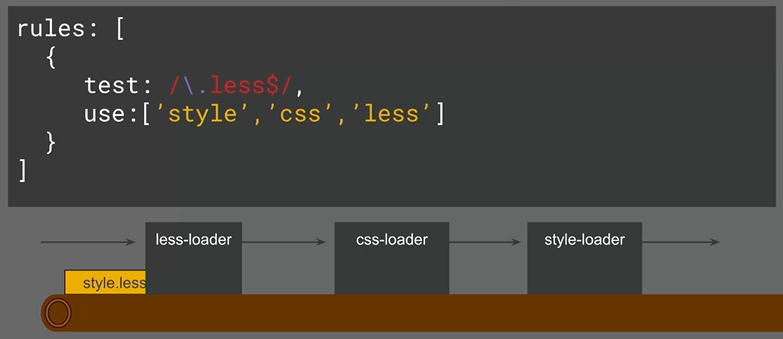 rules: [
{
test: /\.less$/,
use:[’style’,’css’,’less’]
}
]
less-loader
css-loader
style-loader
style.less